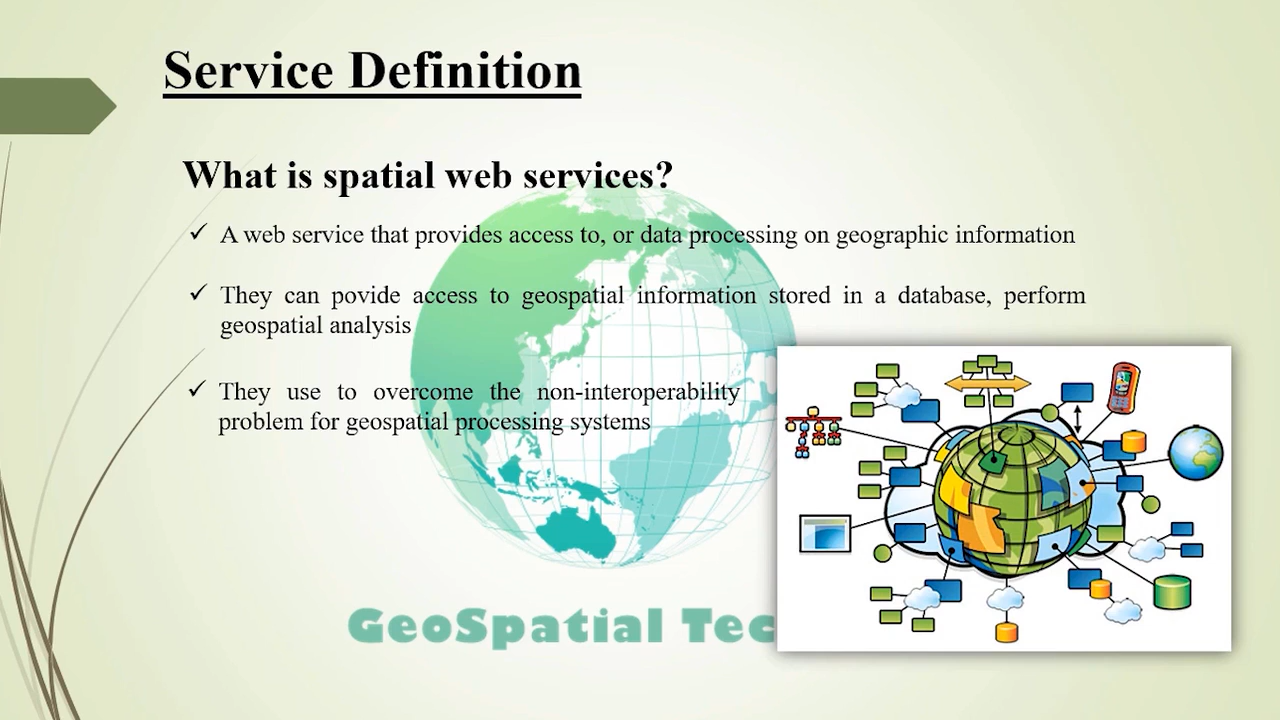 Service Definition
What is spatial web services?
✓ A web service that provides access to, or data processing on geographic information
✓ They can povide access to geospatial information stored in a database, perform
geospatial analysis
✓ They use to overcome the non-interoperability
problem for geospatial processing systems
GeoSpatial Tec